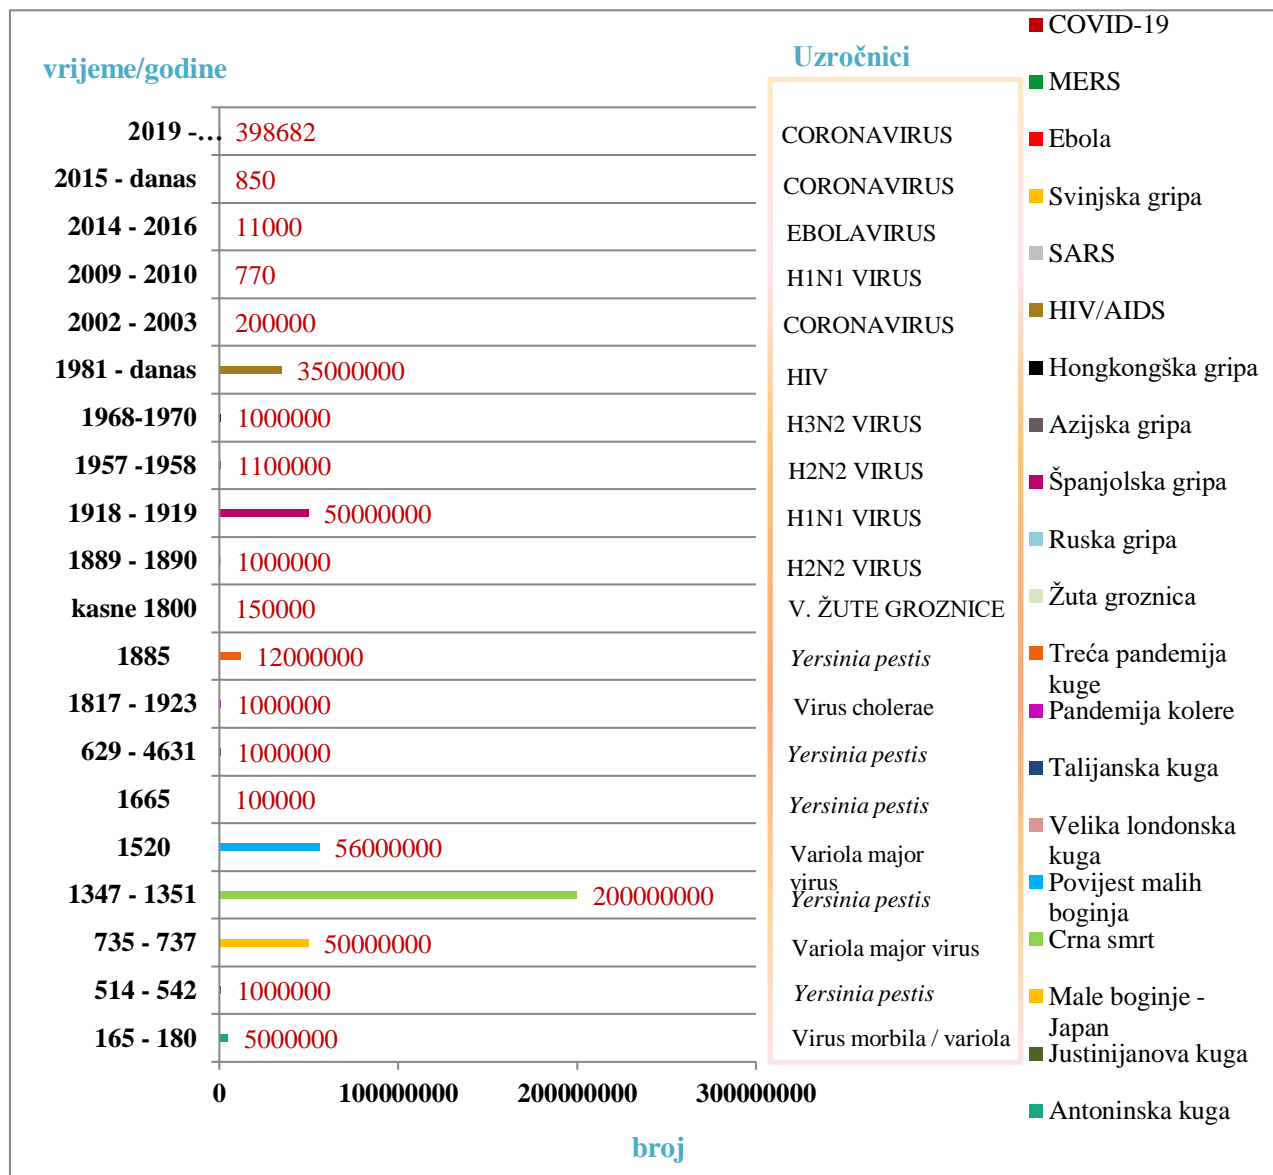 vrijeme/godine
Uzročnici
2019 -… 398682 CORONAVIRUS
2015 - danas 850 CORONAVIRUS
2014 - 2016 11000 EBOLAVIRUS
2009 - 2010 770 H1N1 VIRUS
2002 - 2003 200000 CORONAVIRUS
1981 - danas 35000000 HIV
1968-1970 1000000 H3N2 VIRUS
1957 -1958 1100000 H2N2 VIRUS
1918 - 1919 50000000 H1N1 VIRUS
1889 - 1890 1000000 H2N2 VIRUS
kasne 1800 150000 V. ŽUTE GROZNICE
1885 12000000 Yersinia pestis
1817 - 1923 1000000 Virus cholerae
629 - 4631 1000000 Yersinia pestis
1665 100000 Yersinia pestis
1520 56000000 Variola major
virus
1347 - 1351 200000000 Yersinia pestis
735 - 737 50000000 Variola major virus
514 - 542 1000000 Yersinia pestis
165 - 180 5000000 Virus morbila / variola
0 100000000 200000000 300000000
broj
COVID-19
MERS
Ebola
Svinjska gripa
SARS
HIV/AIDS
Hongkongška gripa
Azijska gripa
Španjolska gripa
Ruska gripa
Žuta groznica
Treća pandemija
kuge
Pandemija kolere
Talijanska kuga
Velika londonska
kuga
Povijest malih
boginja
Crna smrt
Male boginje -
Japan
Justinijanova kuga
Antoninska kuga